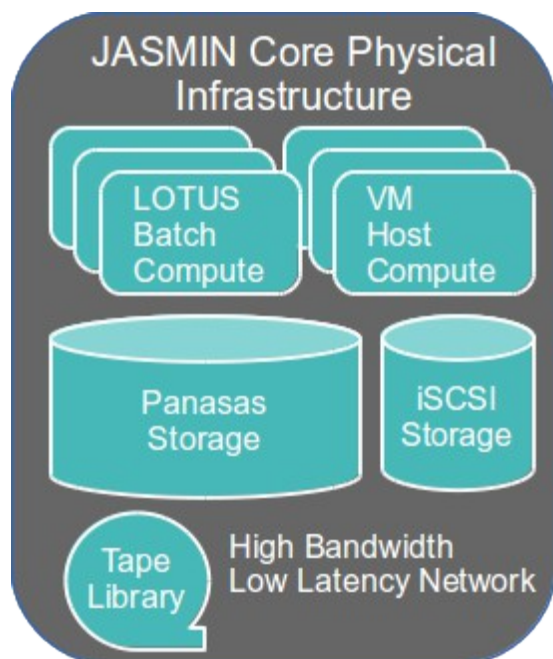 JASMIN Core Physical
Infrastructure
LOTUS
Batch
Compute
VM
Host
Compute
Panasas
Storage
iSCSI
Storage
Tape
Library
High Bandwidth
Low Latency Network